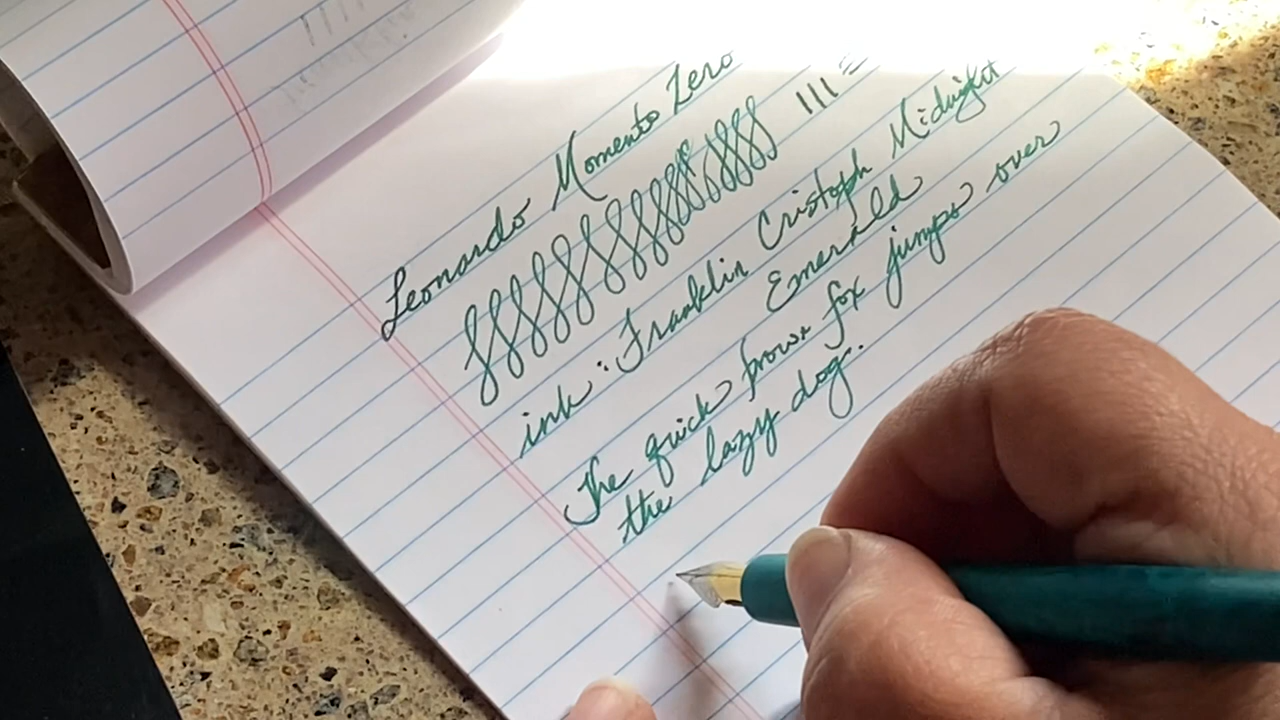 Leonardo Momento Zero
ink : Franklin Cristoph Midnight
Emerald
The quick brown fox jumps over
the lazy dog.